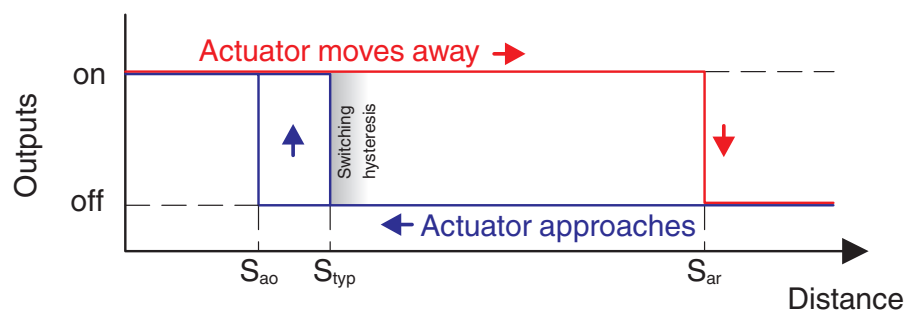 Actuator moves away
on
Outputs
Switching
hysteresis
off
Actuator approaches
Sao
Styp
Sar
Distance